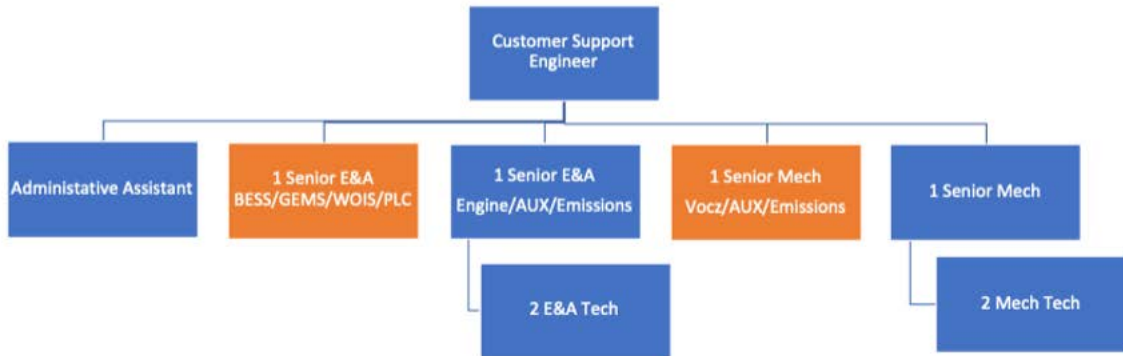 Customer Support
Engineer
Administative Assistant
1 Senior E&A
BESS/GEMS/WOIS/PLC
1 Senior E&A
Engine/AUX/Emissions
1 Senior Mech
Vocz/AUX/Emissions
1 Senior Mech
2 E&A Tech
2 Mech Tech